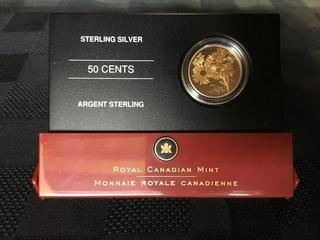 STERLING SILVER
50 CENTS
ARGENT STERLING
ROYAL CANADIAN MINT
MONNAIE ROYALE CANADIENNE